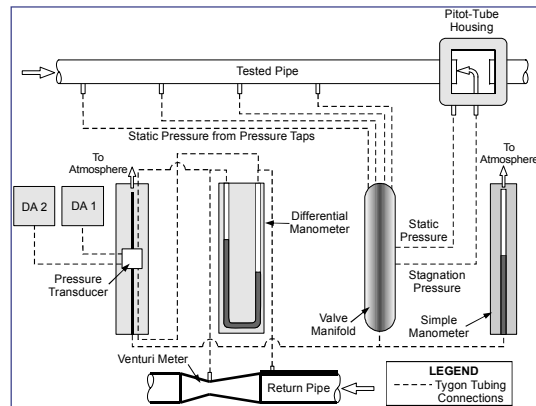 Pitot-Tube
Housing
Tested Pipe
Static Pressure from Pressure Taps
To
Atmosphere
To
Atmosphere
DA 2
DA 1
Differential
Manometer
Static
Pressure
Stagnation
Pressure
Pressure
Transducer
Valve
Manifold
Simple
Manometer
Venturi Meter
Return Pipe
LEGEND
Tygon Tubing
Connections